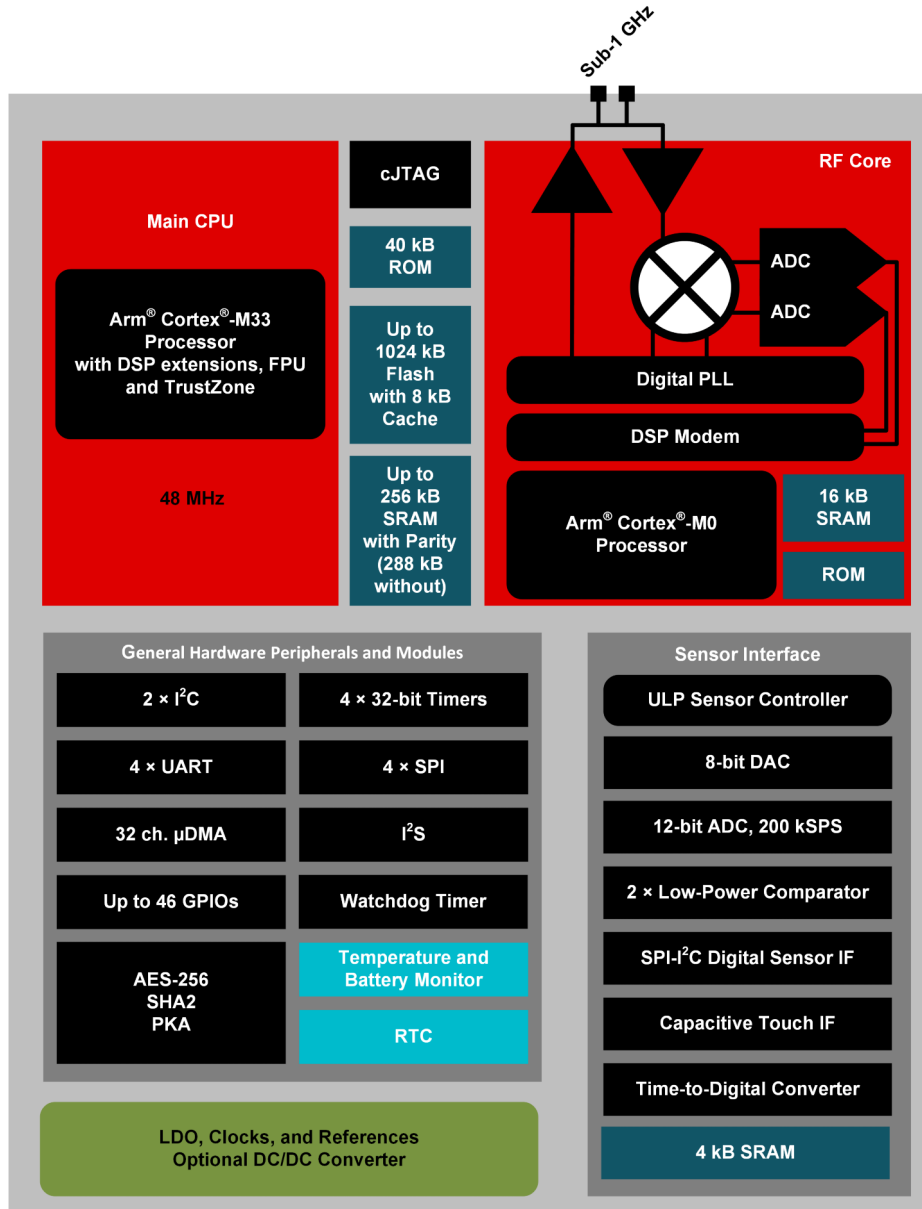 Sub-1 GHz
Main CPU
Arm® Cortex®-M33
Processor
with DSP extensions, FPU
and TrustZone
48 MHz
cJTAG
40 kB
ROM
Up to
1024 kB
Flash
with 8 kB
Cache
Up to
256 kB
SRAM
with Parity
(288 kB
without)
RF Core
ADC
ADC
Digital PLL
DSP Modem
Arm® Cortex®-M0
Processor
16 kB
SRAM
ROM
General Hardware Peripherals and Modules
2 × I²C
4 × 32-bit Timers
4 × UART
4 × SPI
32 ch. µDMA
I²S
Up to 46 GPIOs
Watchdog Timer
AES-256
SHA2
PKA
Temperature and
Battery Monitor
RTC
LDO, Clocks, and References
Optional DC/DC Converter
Sensor Interface
ULP Sensor Controller
8-bit DAC
12-bit ADC, 200 kSPS
2 × Low-Power Comparator
SPI-I²C Digital Sensor IF
Capacitive Touch IF
Time-to-Digital Converter
4 kB SRAM